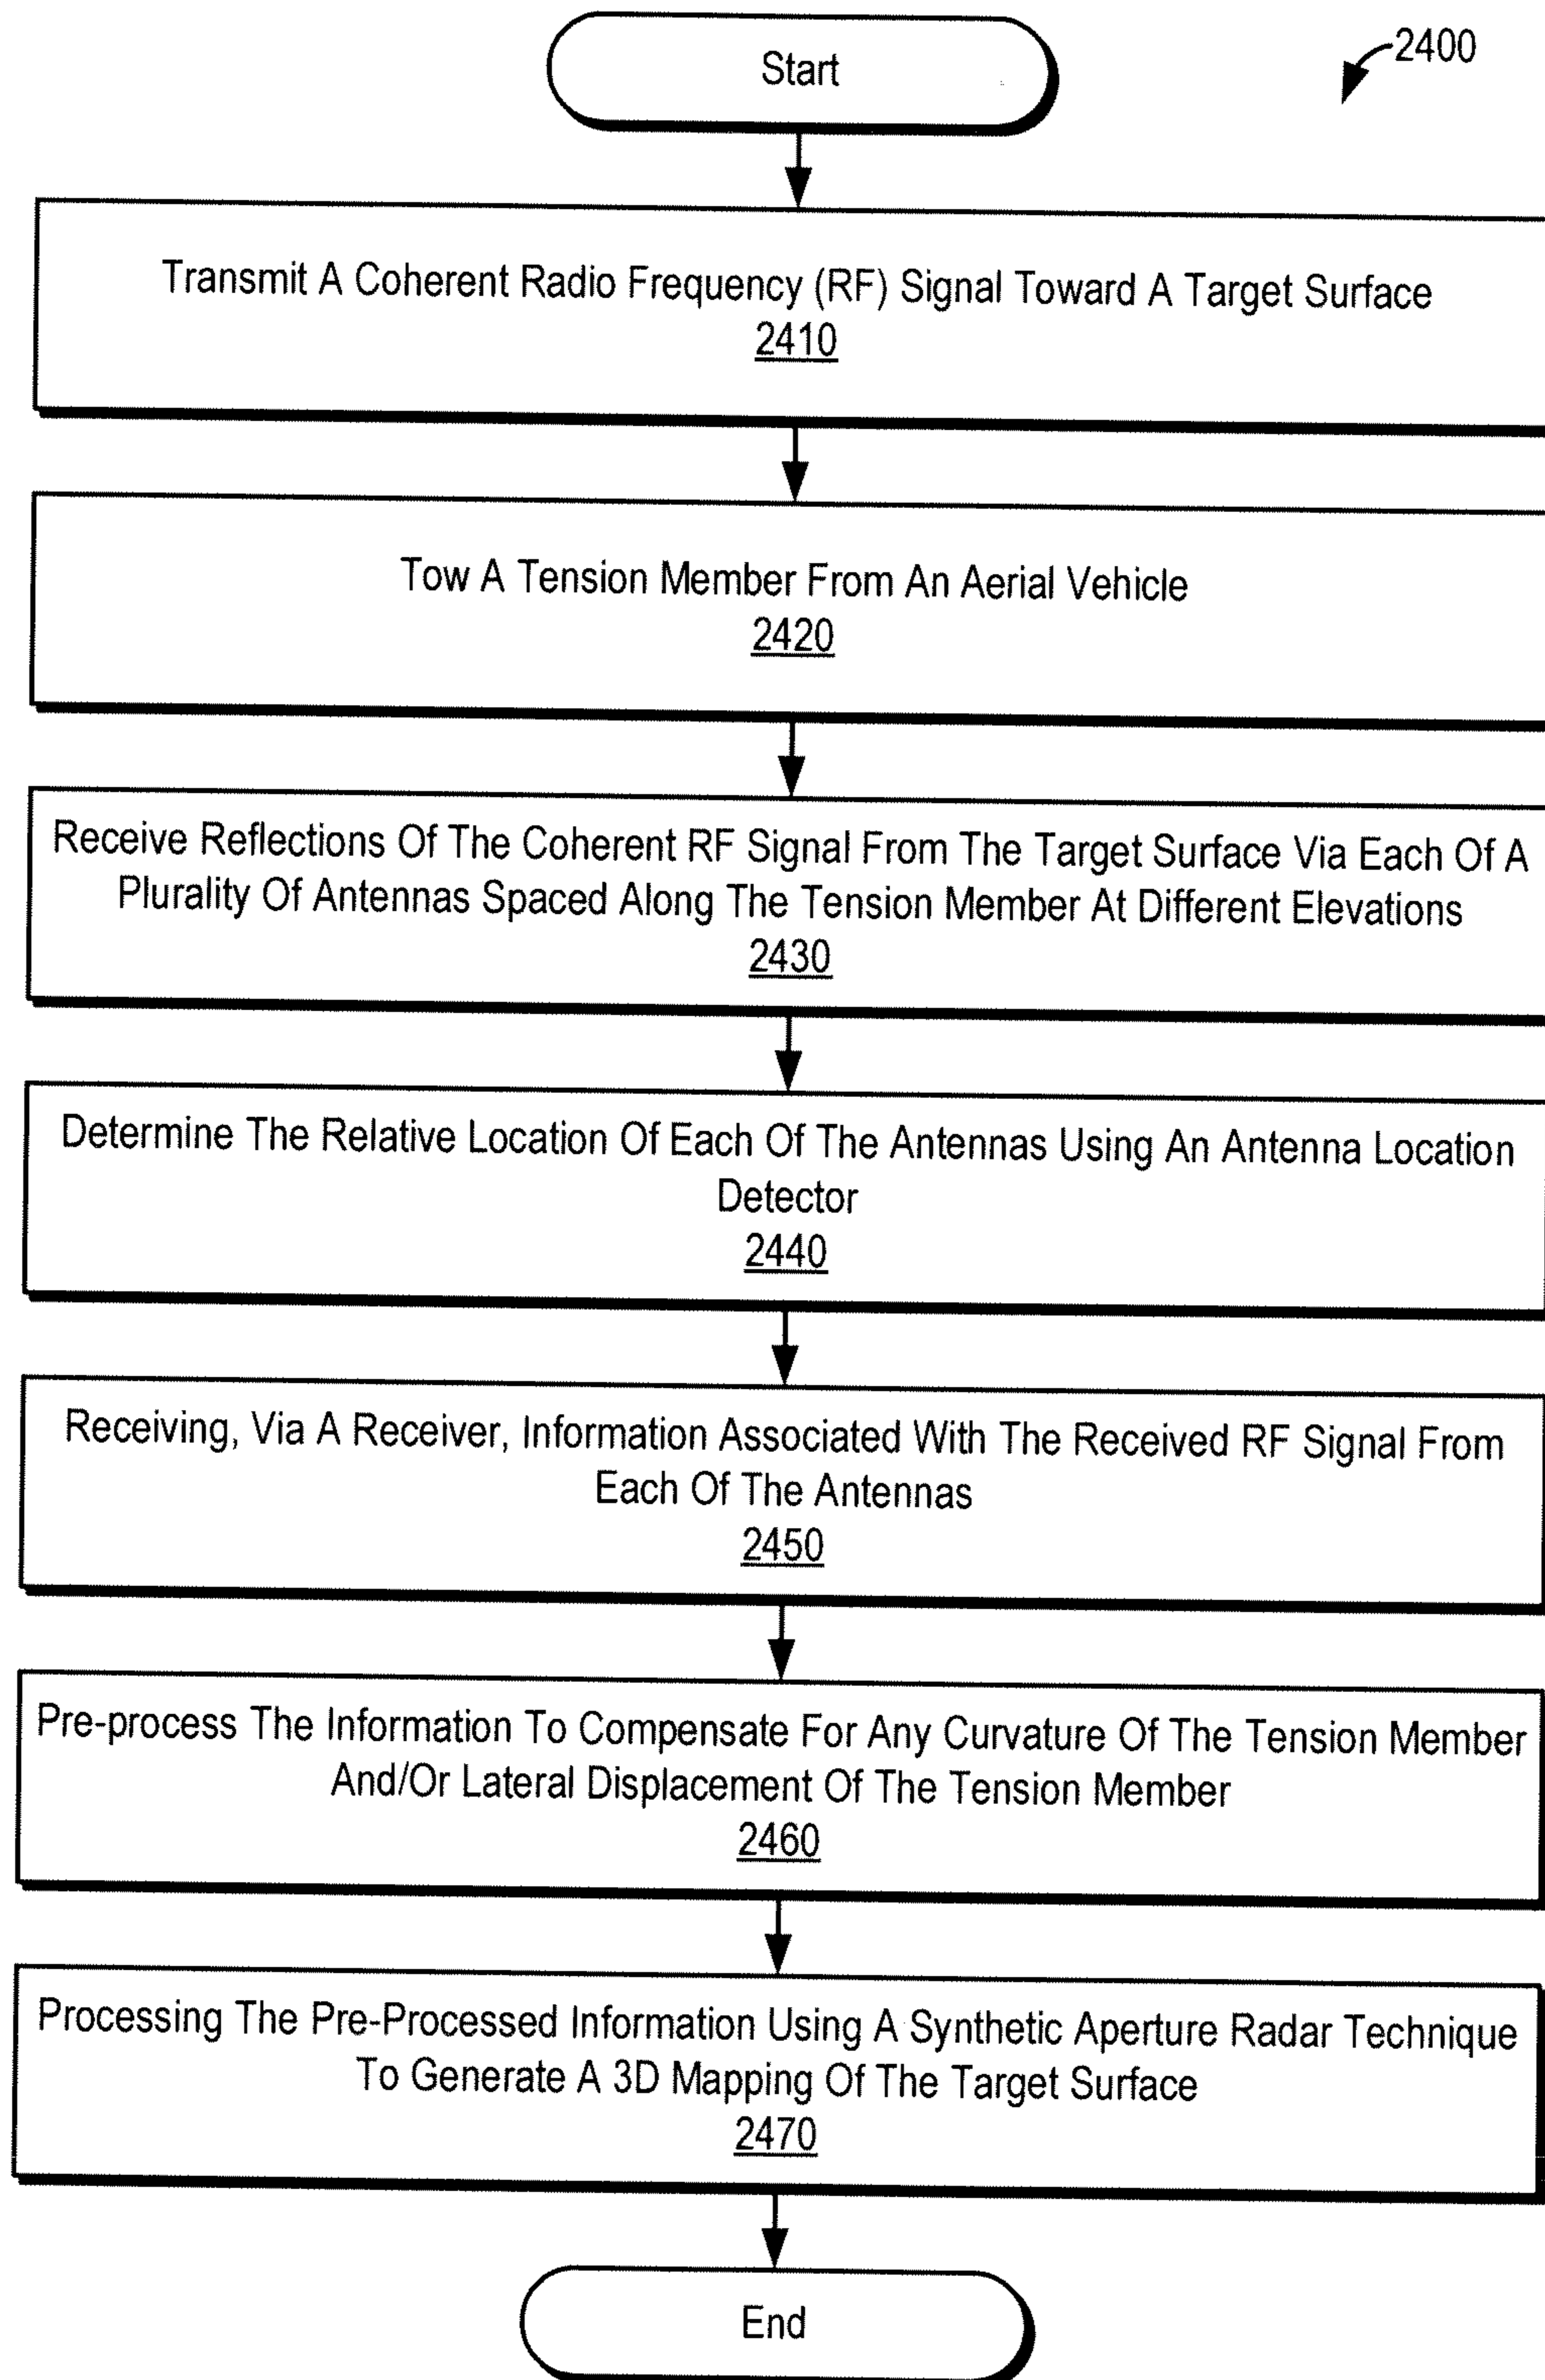 Start
2400
Transmit A Coherent Radio Frequency (RF) Signal Toward A Target Surface
2410
Tow A Tension Member From An Aerial Vehicle
2420
Receive Reflections Of The Coherent RF Signal From The Target Surface Via Each Of A
Plurality Of Antennas Spaced Along The Tension Member At Different Elevations
2430
Determine The Relative Location Of Each Of The Antennas Using An Antenna Location
Detector
2440
Receiving, Via A Receiver, Information Associated With The Received RF Signal From
Each Of The Antennas
2450
Pre-process The Information To Compensate For Any Curvature Of The Tension Member
And/Or Lateral Displacement Of The Tension Member
2460
Processing The Pre-Processed Information Using A Synthetic Aperture Radar Technique
To Generate A 3D Mapping Of The Target Surface
2470
End